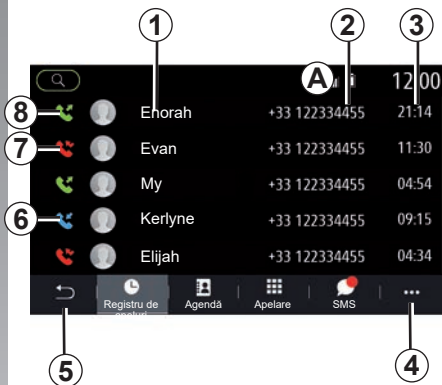 1 2 3
A 12:00
8 Enorah +33 122334455 21:14
7 Evan +33 122334455 11:30
My +33 122334455 04:54
6 Kerlyne +33 122334455 09:15
Elijah +33 122334455 04:34
Registru de apeluri Agendă Apelare SMS ...
5 4